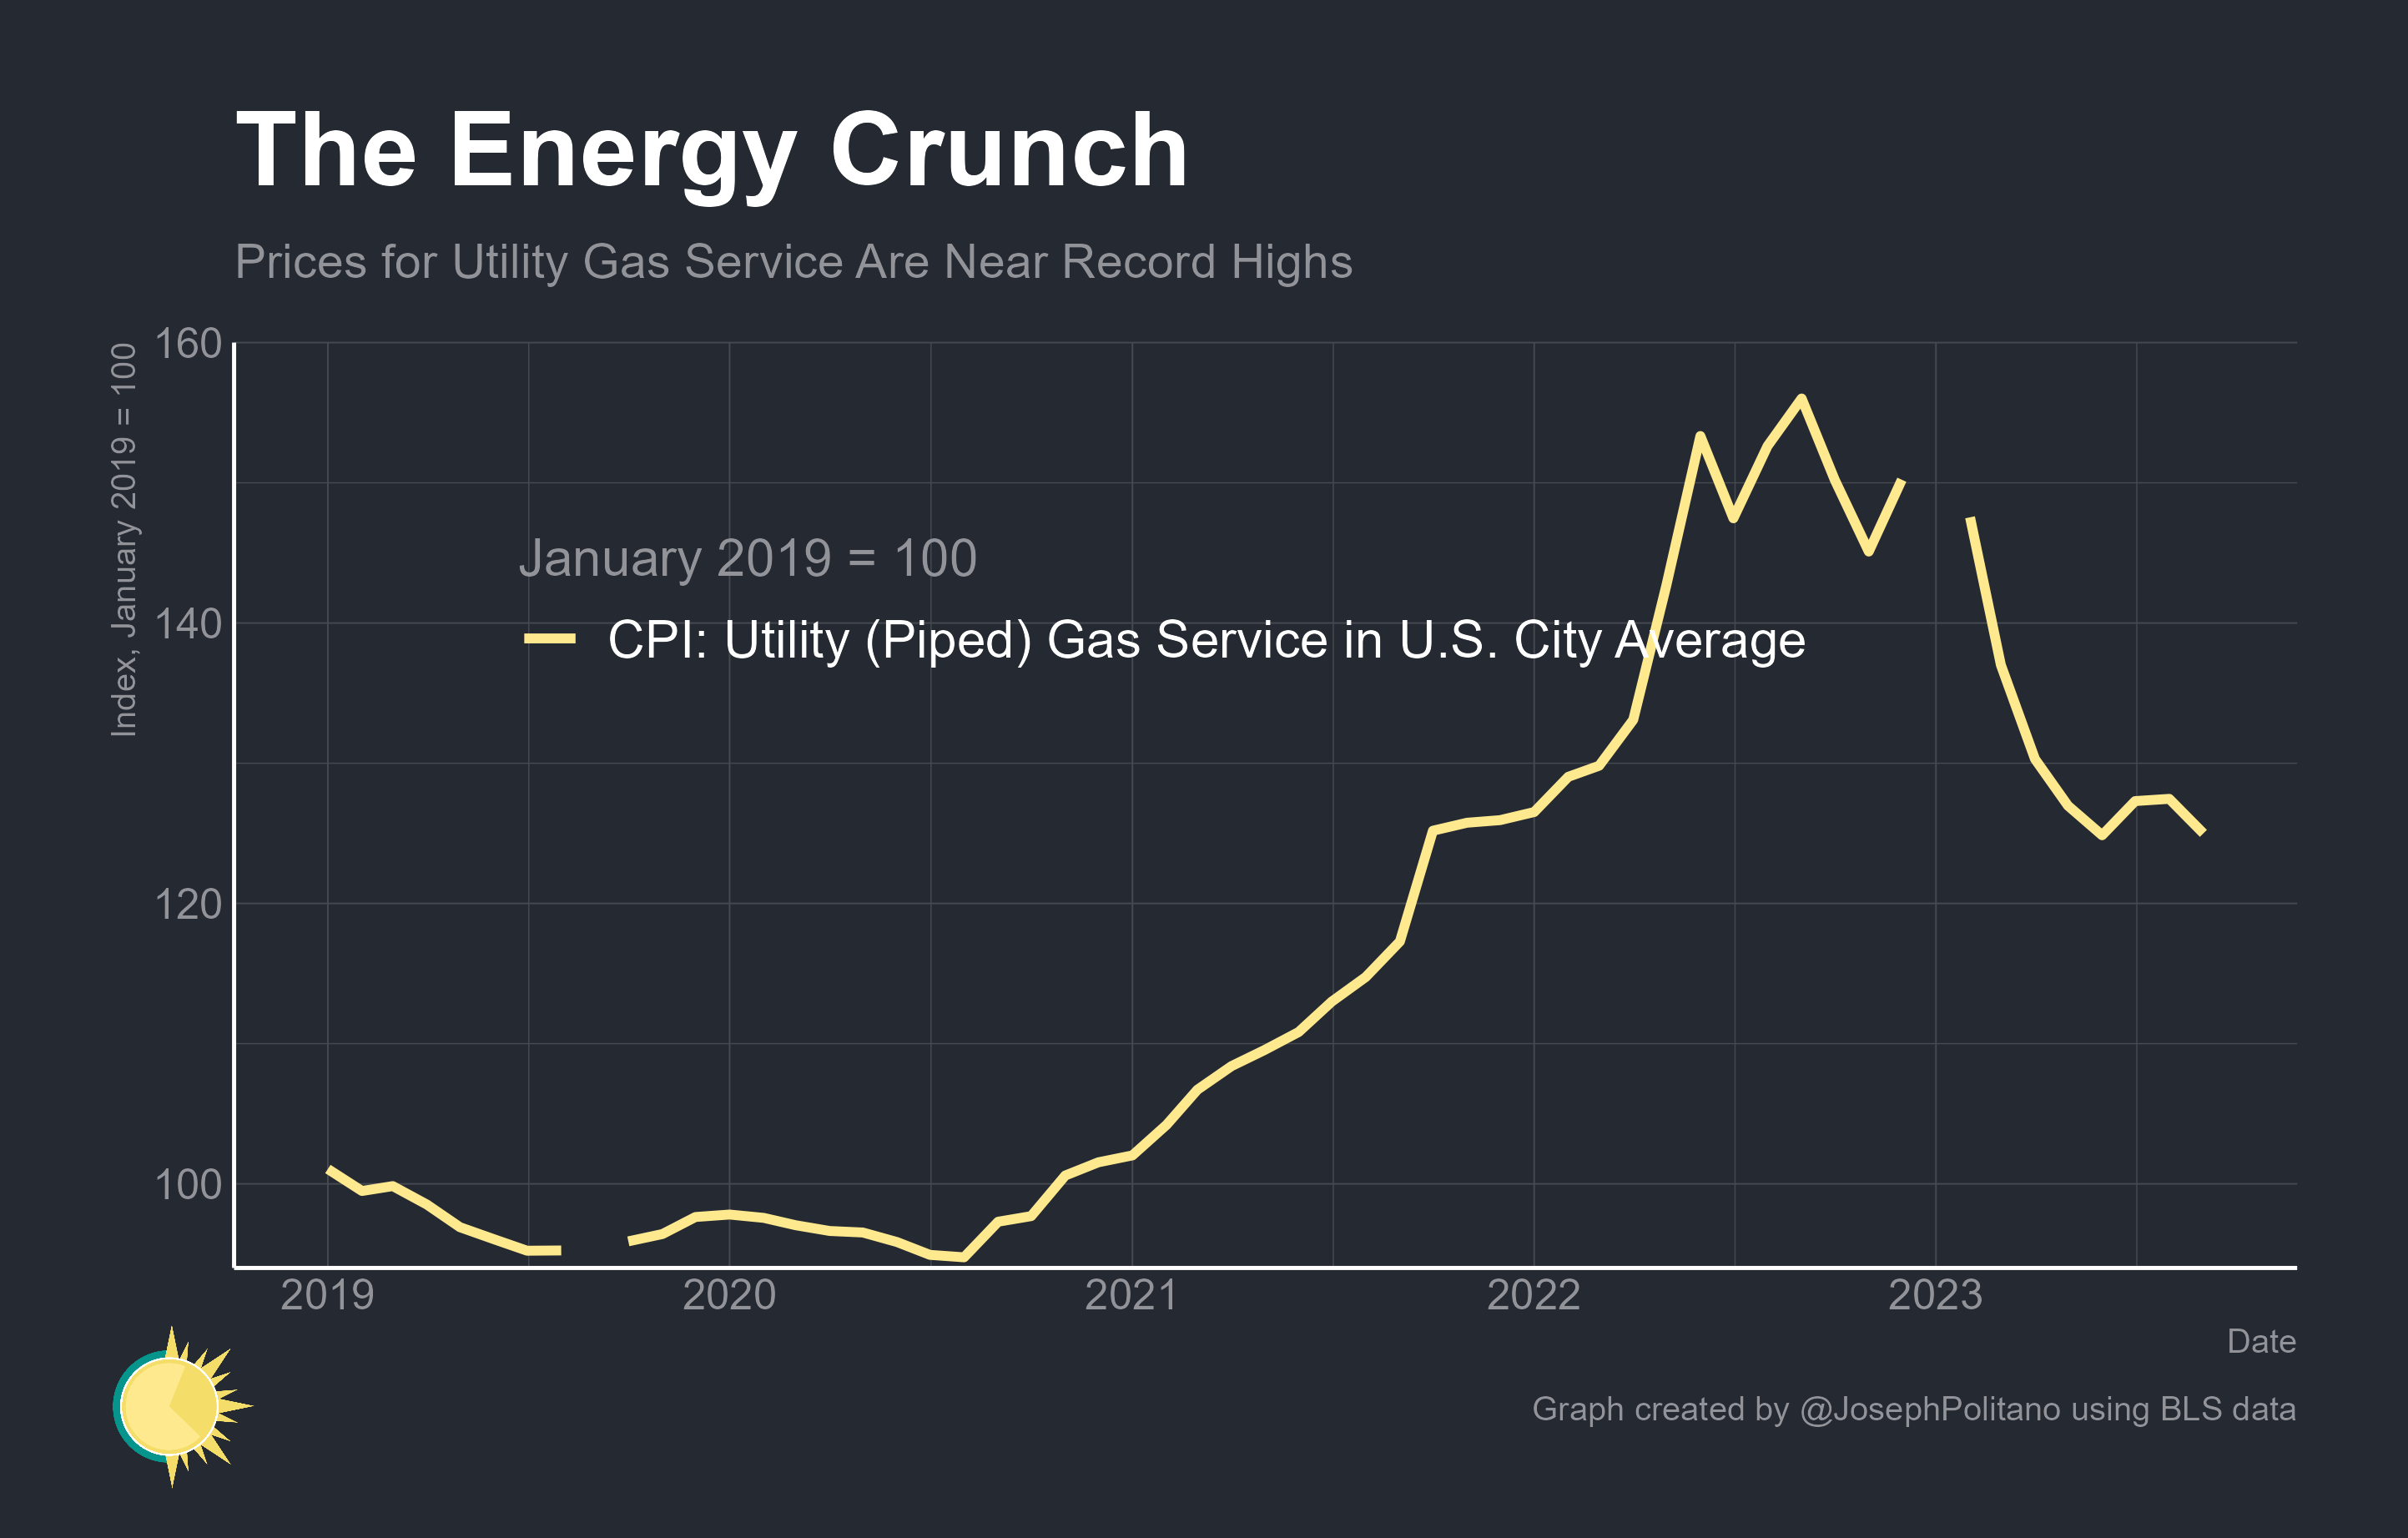 The Energy Crunch
Prices for Utility Gas Service Are Near Record Highs
Index, January 2019 = 100
160
140
120
100
January 2019 = 100
CPI: Utility (Piped) Gas Service in U.S. City Average
2019 2020 2021 2022 2023
Date
Graph created by @JosephPolitano using BLS data